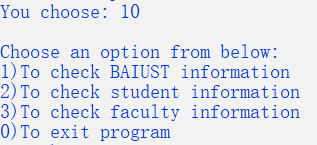 You choose: 10
Choose an option from below:
1)To check BAIUST information
2)To check student information
3)To check faculty information
0)To exit program